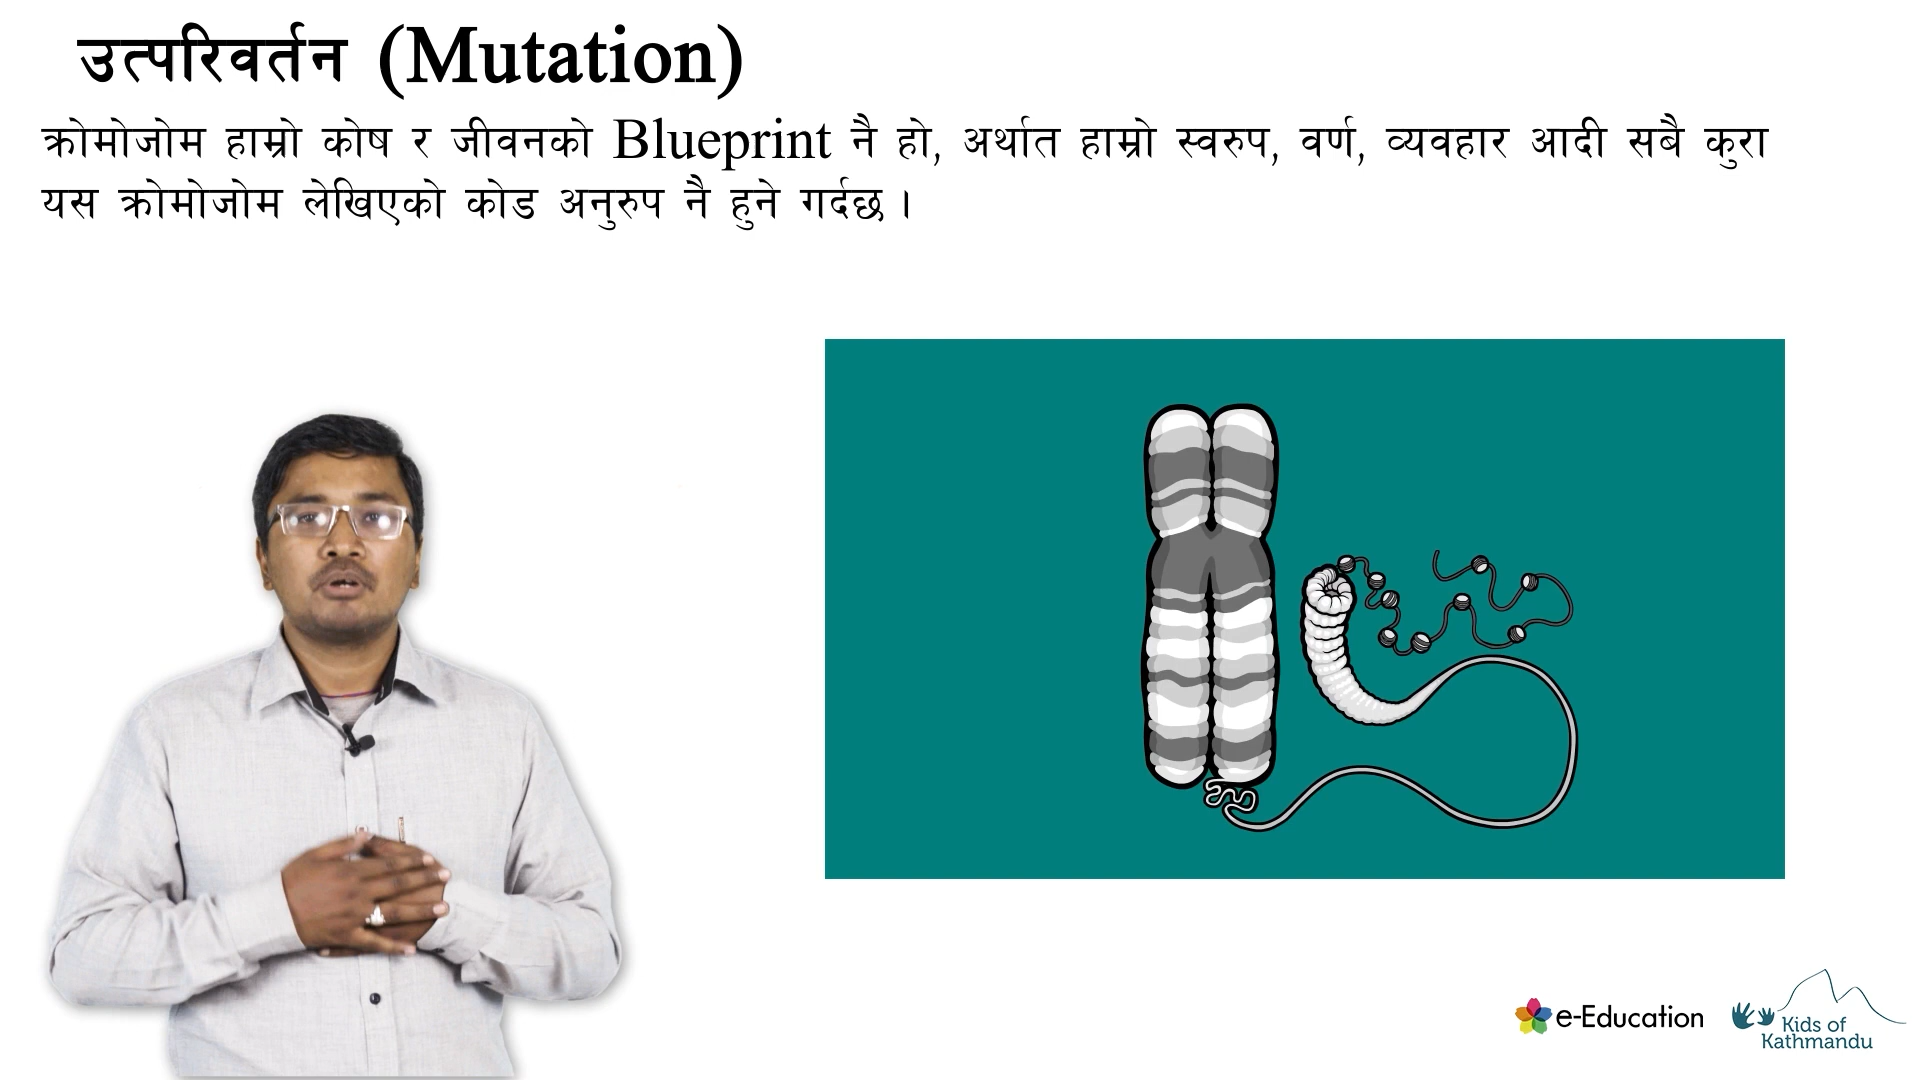 उत्परिवर्तन (Mutation)
क्रोमोजोम हाम्रो कोष र जीवनको Blueprint नै हो, अर्थात हाम्रो स्वरुप, वर्ण, व्यवहार आदी सबै कुरा
यस क्रोमोजोम लेखिएको कोड अनुरुप नै हुने गर्दछ ।
e-Education
Kids of
Kathmandu